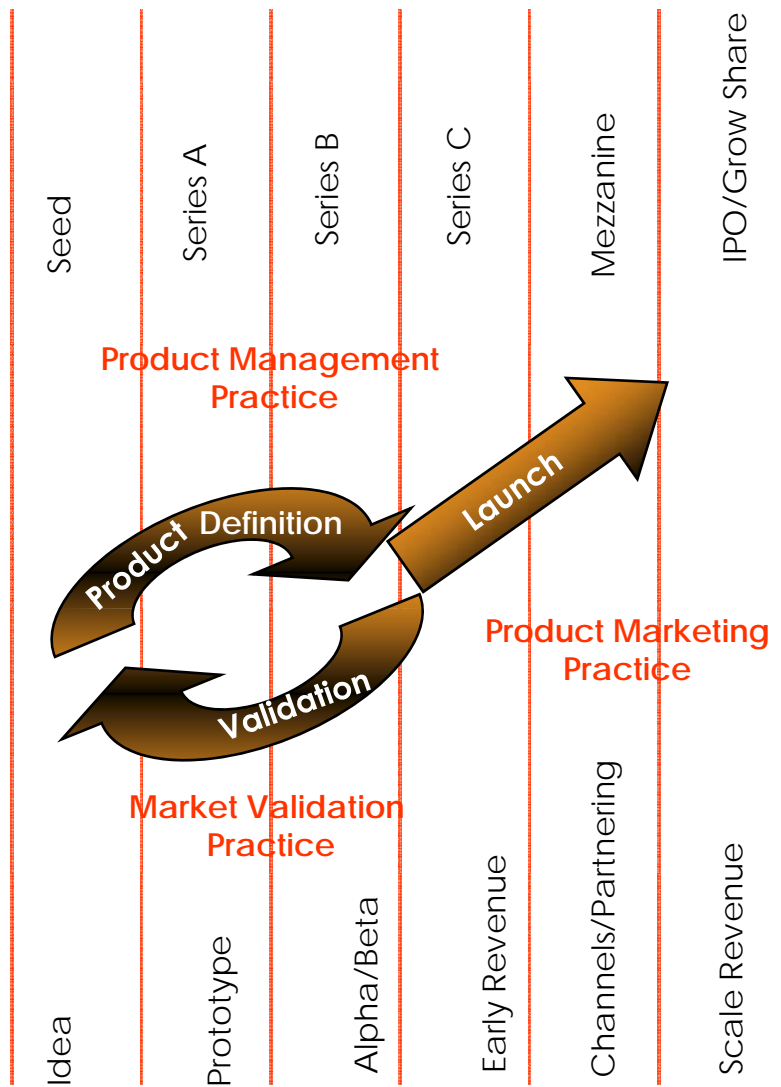 Seed
Series A
Series B
Series C
Mezzanine
IPO/Grow Share
Product Management
Practice
Product Definition
Launch
Validation
Product Marketing
Practice
Market Validation
Practice
Idea
Prototype
Alpha/Beta
Early Revenue
Channels/Partnering
Scale Revenue